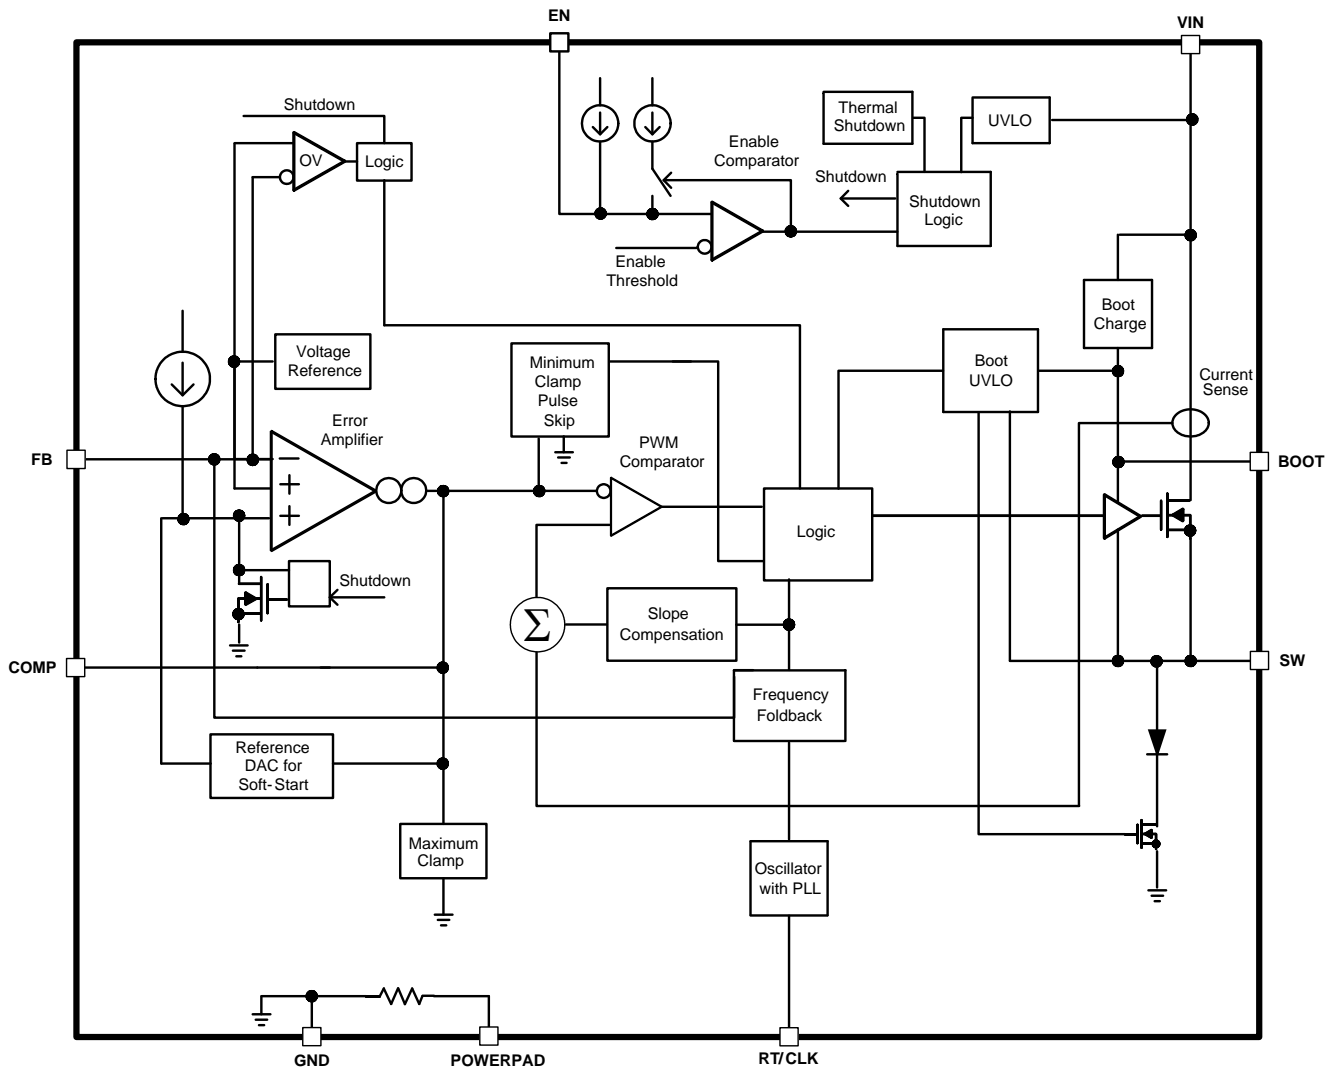 EN
VIN
Shutdown
OV
Logic
Thermal
Shutdown
UVLO
Enable
Comparator
Shutdown
Shutdown
Logic
Enable
Threshold
Boot
Charge
Voltage
Reference
Minimum
Clamp
Pulse
Skip
Boot
UVLO
Current
Sense
Error
Amplifier
PWM
Comparator
FB
BOOT
−
+
+
Logic
Shutdown
Σ
Slope
Compensation
COMP
SW
Frequency
Foldback
Reference
DAC for
Soft-Start
Maximum
Clamp
Oscillator
with PLL
GND
POWERPAD
RT/CLK